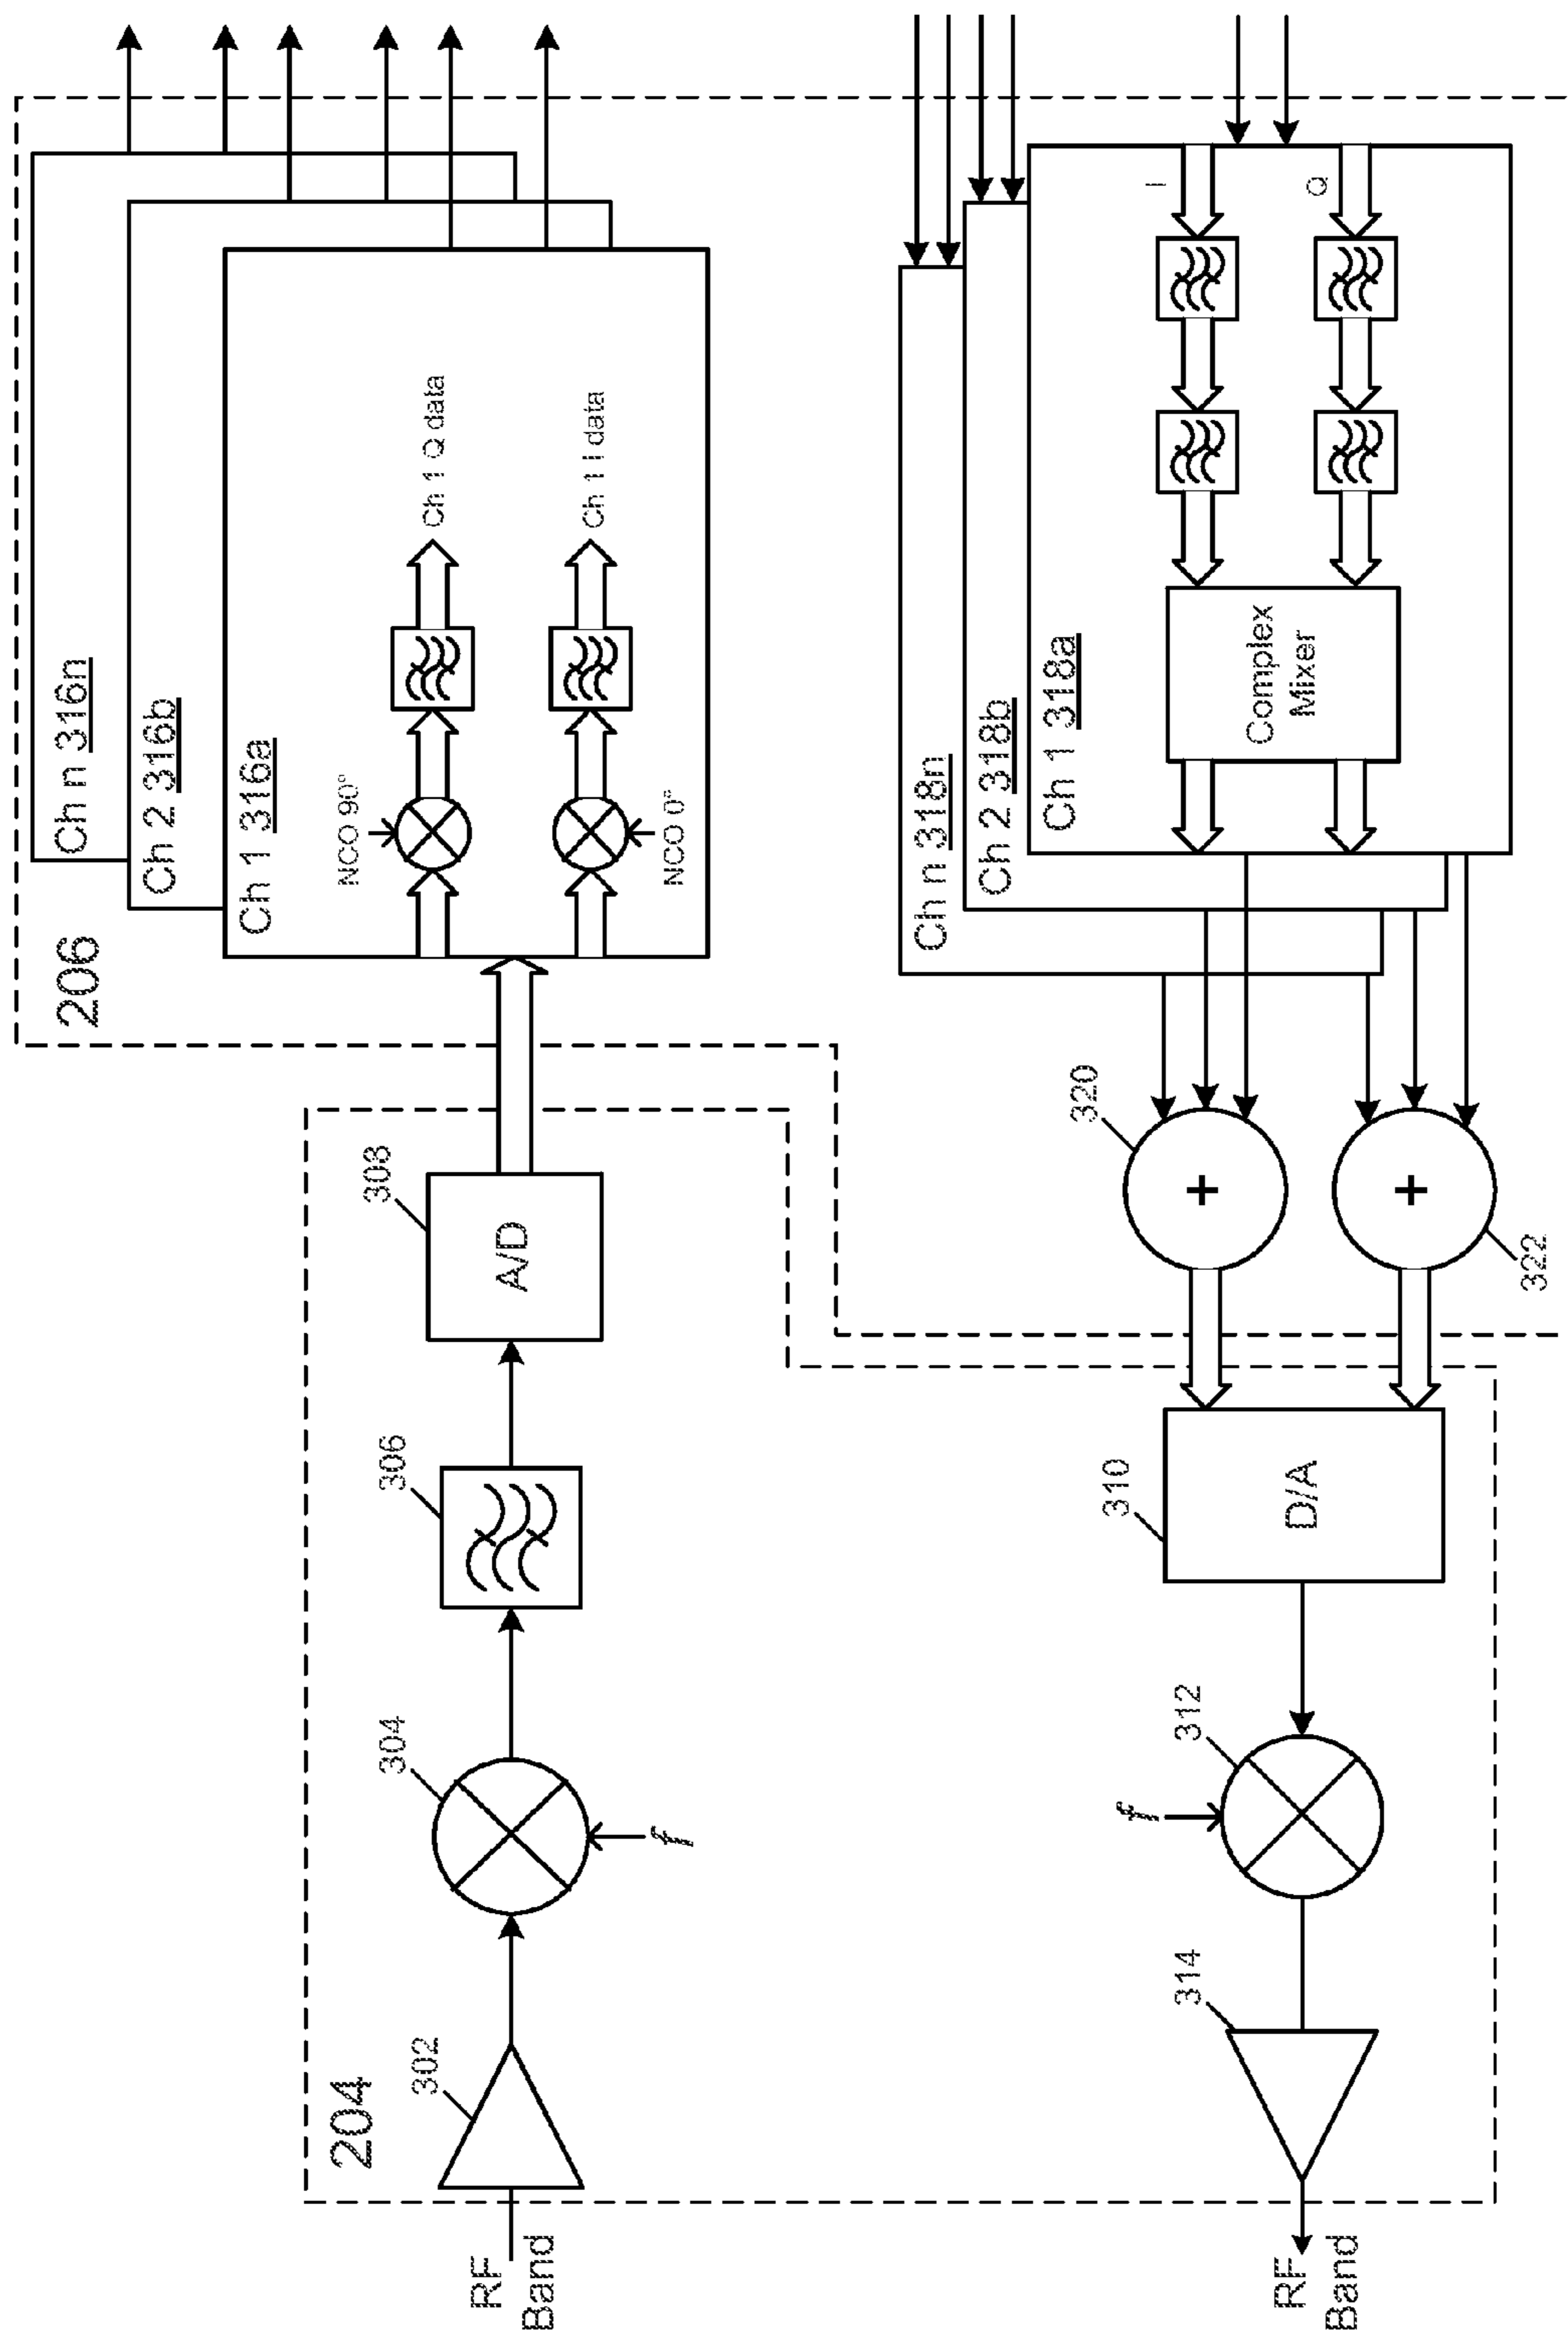 204
206
RF
Band
302
304
f
306
308
A/D
Ch n 316n
Ch 2 316b
Ch 1 316a
NCO 90°
Ch 1 Q data
NCO 0°
Ch 1 I data
RF
Band
314
f
312
310
D/A
320
+
322
+
Ch n 318n
Ch 2 318b
Ch 1 318a
Complex
Mixer
I
Q